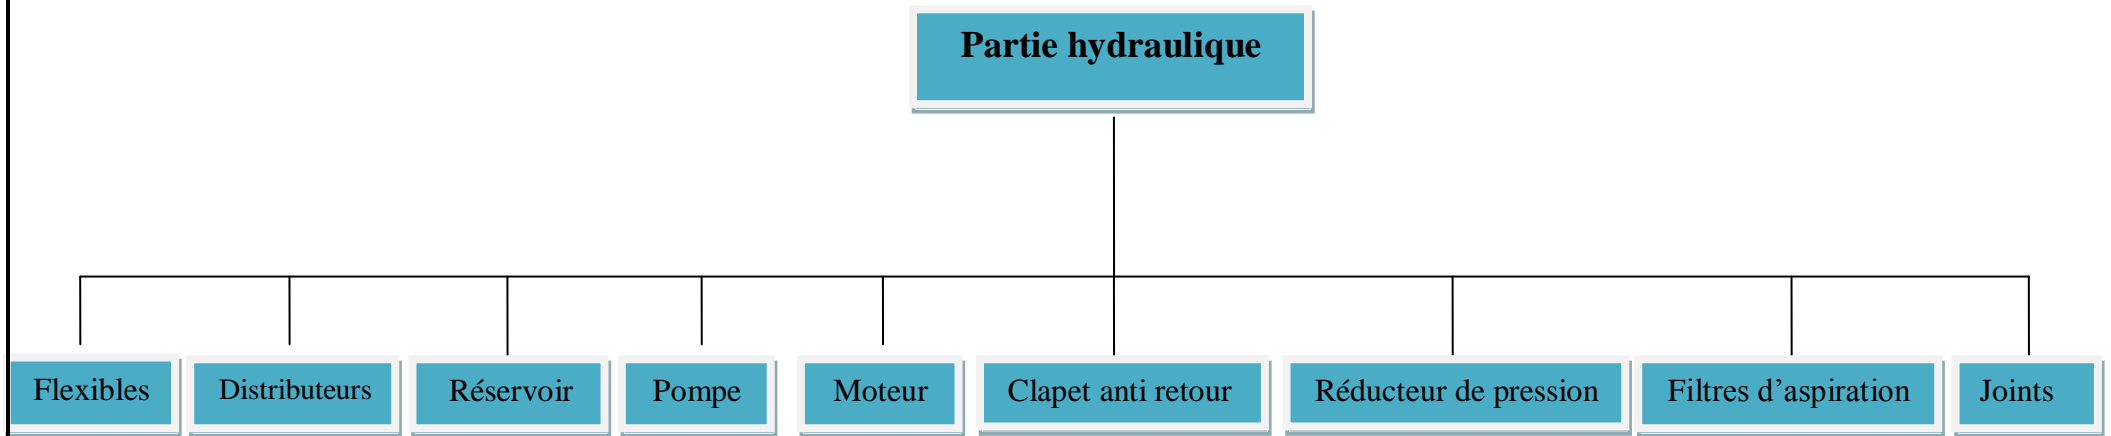 Partie hydraulique
Flexibles
Distributeurs
Réservoir
Pompe
Moteur
Clapet anti retour
Réducteur de pression
Filtres d’aspiration
Joints